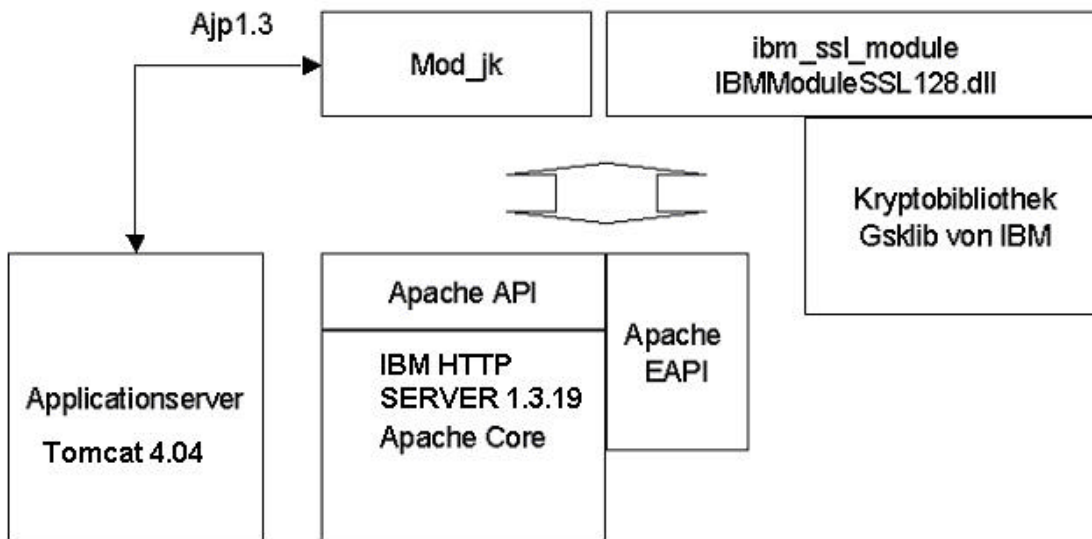 Ajp1.3
Mod_jk
ibm_ssl_module
IBMModuleSSL128.dll
Kryptobibliothek
Gsklib von IBM
Applicationserver
Tomcat 4.04
Apache API
IBM HTTP
SERVER 1.3.19
Apache Core
Apache
EAPI